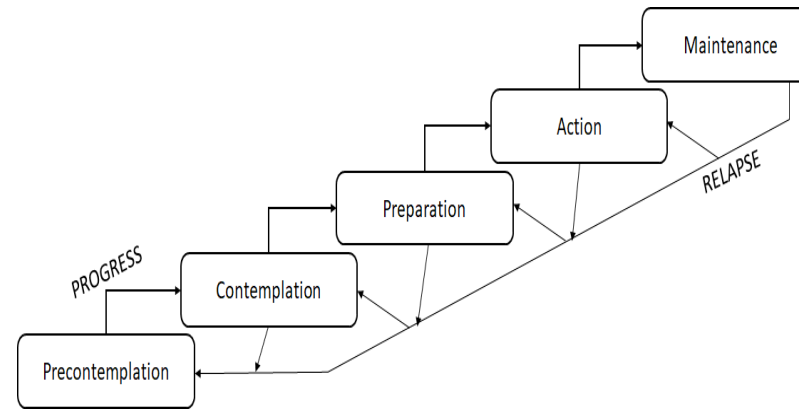 Maintenance
Action
RELAPSE
Preparation
PROGRESS
Contemplation
Precontemplation